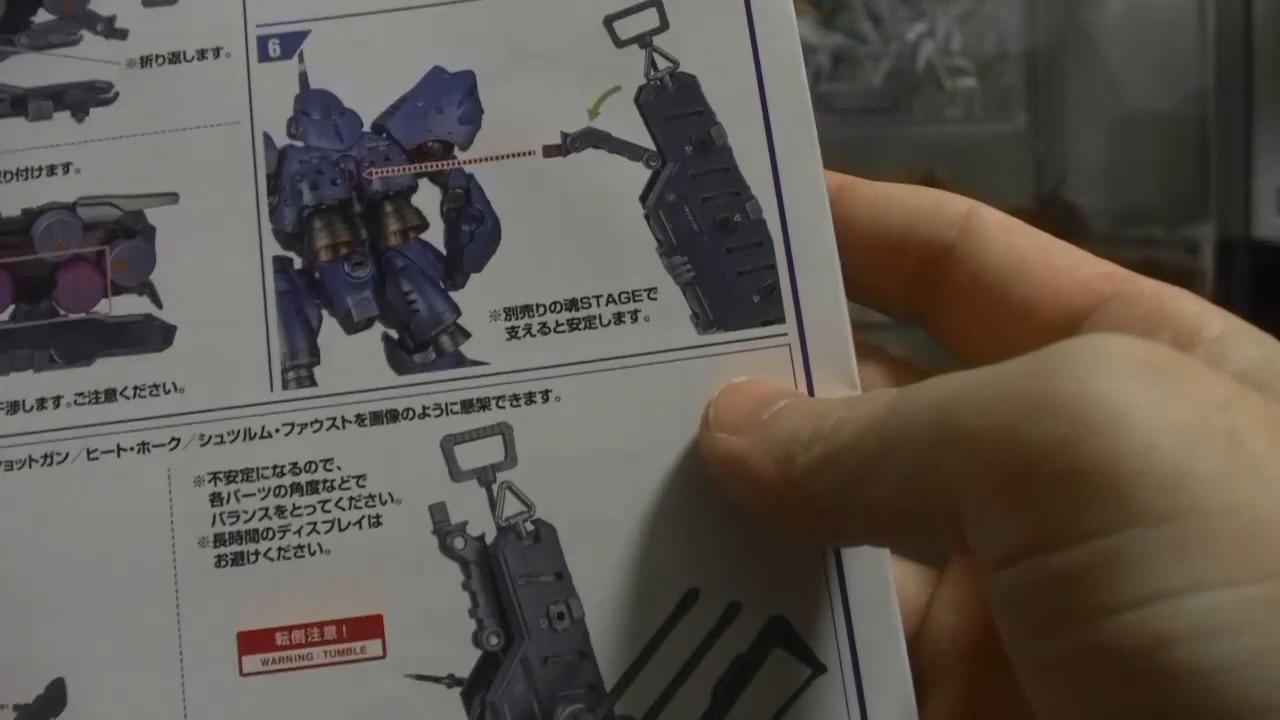 ※折り返します。
6
り付けます。
※別売りの魂STAGEで
支えると安定します。
渉します。ご注意ください。
ョットガン/ヒート・ホーク/シュツルム・ファウストを画像のように懸架できます。
※不安定になるので、
各パーツの角度などで
バランスをとってください。
※長時間のディスプレイは
お避けください。
転倒注意!
WARNING : TUMBLE